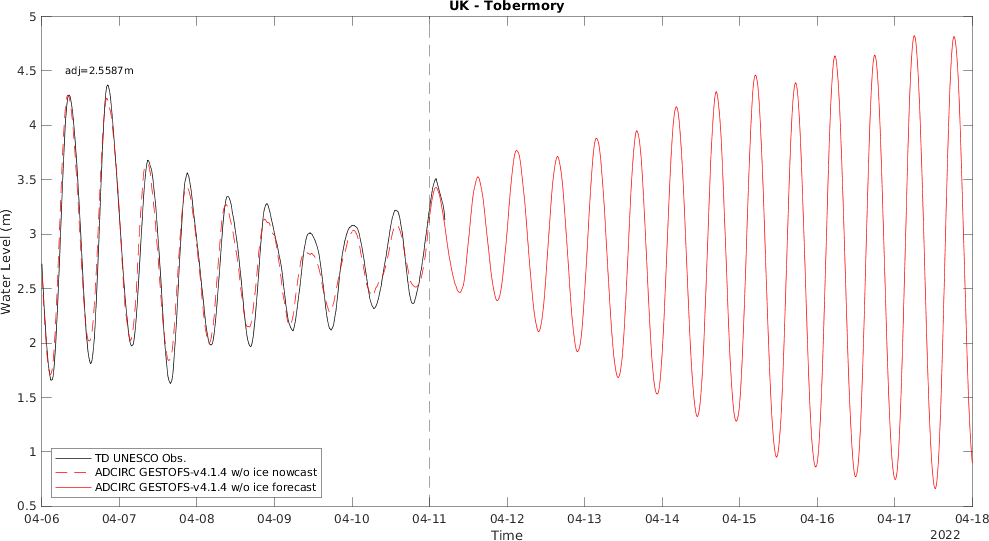 UK - Tobermory
5
4.5
4
3.5
3
2.5
2
1.5
1
0.5
Water Level (m)
adj=2.5587m
TD UNESCO Obs.
ADCIRC GESTOFS-v4.1.4 w/o ice nowcast
ADCIRC GESTOFS-v4.1.4 w/o ice forecast
04-06 04-07 04-08 04-09 04-10 04-11 04-12 04-13 04-14 04-15 04-16 04-17 04-18
Time
2022